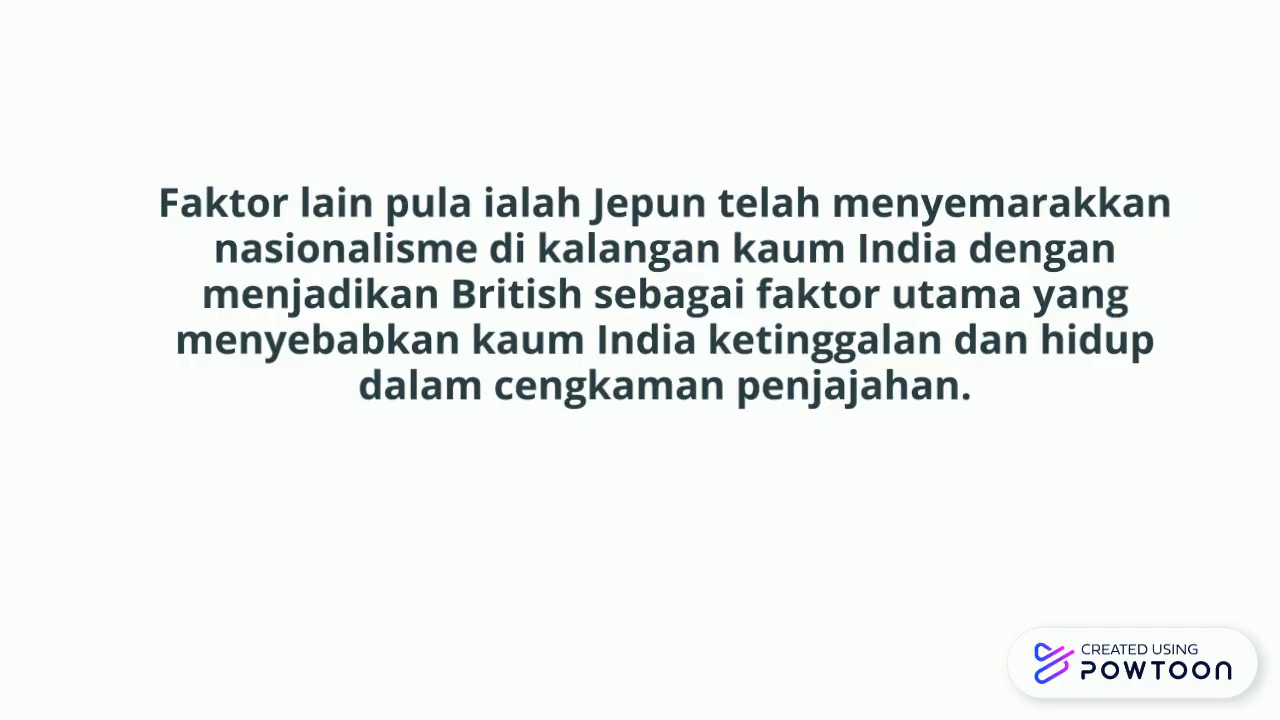 Faktor lain pula ialah Jepun telah menyemarakkan
nasionalisme di kalangan kaum India dengan
menjadikan British sebagai faktor utama yang
menyebabkan kaum India ketinggalan dan hidup
dalam cengkaman penjajahan.
CREATED USING
POWTOON